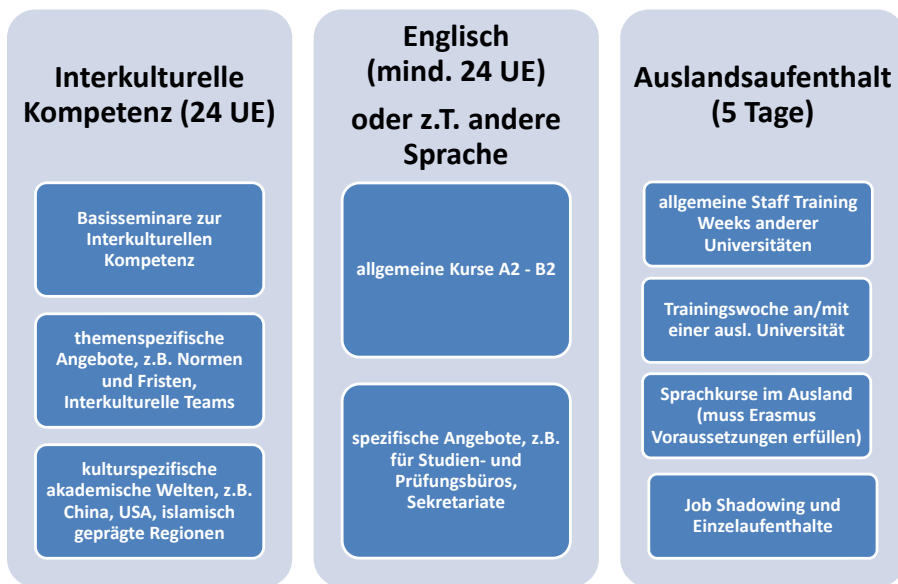 Interkulturelle
Kompetenz (24 UE)
Basisseminare zur
Interkulturellen
Kompetenz
themenspezifische
Angebote, z.B. Normen
und Fristen,
Interkulturelle Teams
kulturspezifische
akademische Welten, z.B.
China, USA, islamisch
geprägte Regionen
Englisch
(mind. 24 UE)
oder z.T. andere
Sprache
allgemeine Kurse A2 - B2
spezifische Angebote, z.B.
für Studien- und
Prüfungsbüros,
Sekretariate
Auslandsaufenthalt
(5 Tage)
allgemeine Staff Training
Weeks anderer
Universitäten
Trainingswoche an/mit
einer ausl. Universität
Sprachkurse im Ausland
(muss Erasmus
Voraussetzungen erfüllen)
Job Shadowing und
Einzelaufenthalte